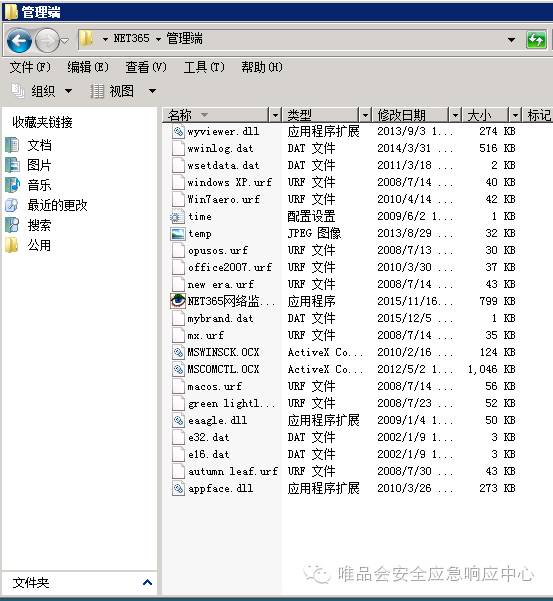 管理端
NET365 管理端
文件(F) 编辑(E) 查看(V) 工具(T) 帮助(H)
组织 视图
收藏夹链接
文档
图片
音乐
最近的更改
搜索
公用
名称 类型 修改日期 大小 标记
wyviewer.dll 应用程序扩展 2013/9/3 1... 274 KB
wwinlog.dat DAT 文件 2014/3/31 ... 516 KB
wsetdata.dat DAT 文件 2011/3/18 ... 2 KB
windows XP.urf URF 文件 2008/7/14 ... 40 KB
Win7aero.urf URF 文件 2010/4/14 ... 42 KB
time 配置设置 2009/6/2 1... 1 KB
temp JPEG 图像 2013/8/29 ... 32 KB
opusos.urf URF 文件 2008/7/13 ... 30 KB
office2007.urf URF 文件 2010/3/30 ... 37 KB
new era.urf URF 文件 2008/7/14 ... 43 KB
NET365网络监... 应用程序 2015/11/16... 799 KB
mybrand.dat DAT 文件 2015/12/5 ... 1 KB
mx.urf URF 文件 2008/7/14 ... 35 KB
MSWINSCK.OCX ActiveX Co... 2010/2/16 ... 124 KB
MSCOMCTL.OCX ActiveX Co... 2012/5/2 1... 1,046 KB
macos.urf URF 文件 2008/7/14 ... 56 KB
green lightl... URF 文件 2008/7/23 ... 52 KB
eaagle.dll 应用程序扩展 2009/1/4 1... 50 KB
e32.dat DAT 文件 2002/1/9 1... 3 KB
e16.dat DAT 文件 2002/1/9 1... 3 KB
autumn leaf.urf URF 文件 2008/7/30 ... 43 KB
appface.dll 应用程序扩展 2010/3/26 ... 273 KB
文件夹
唯品会安全应急响应中心